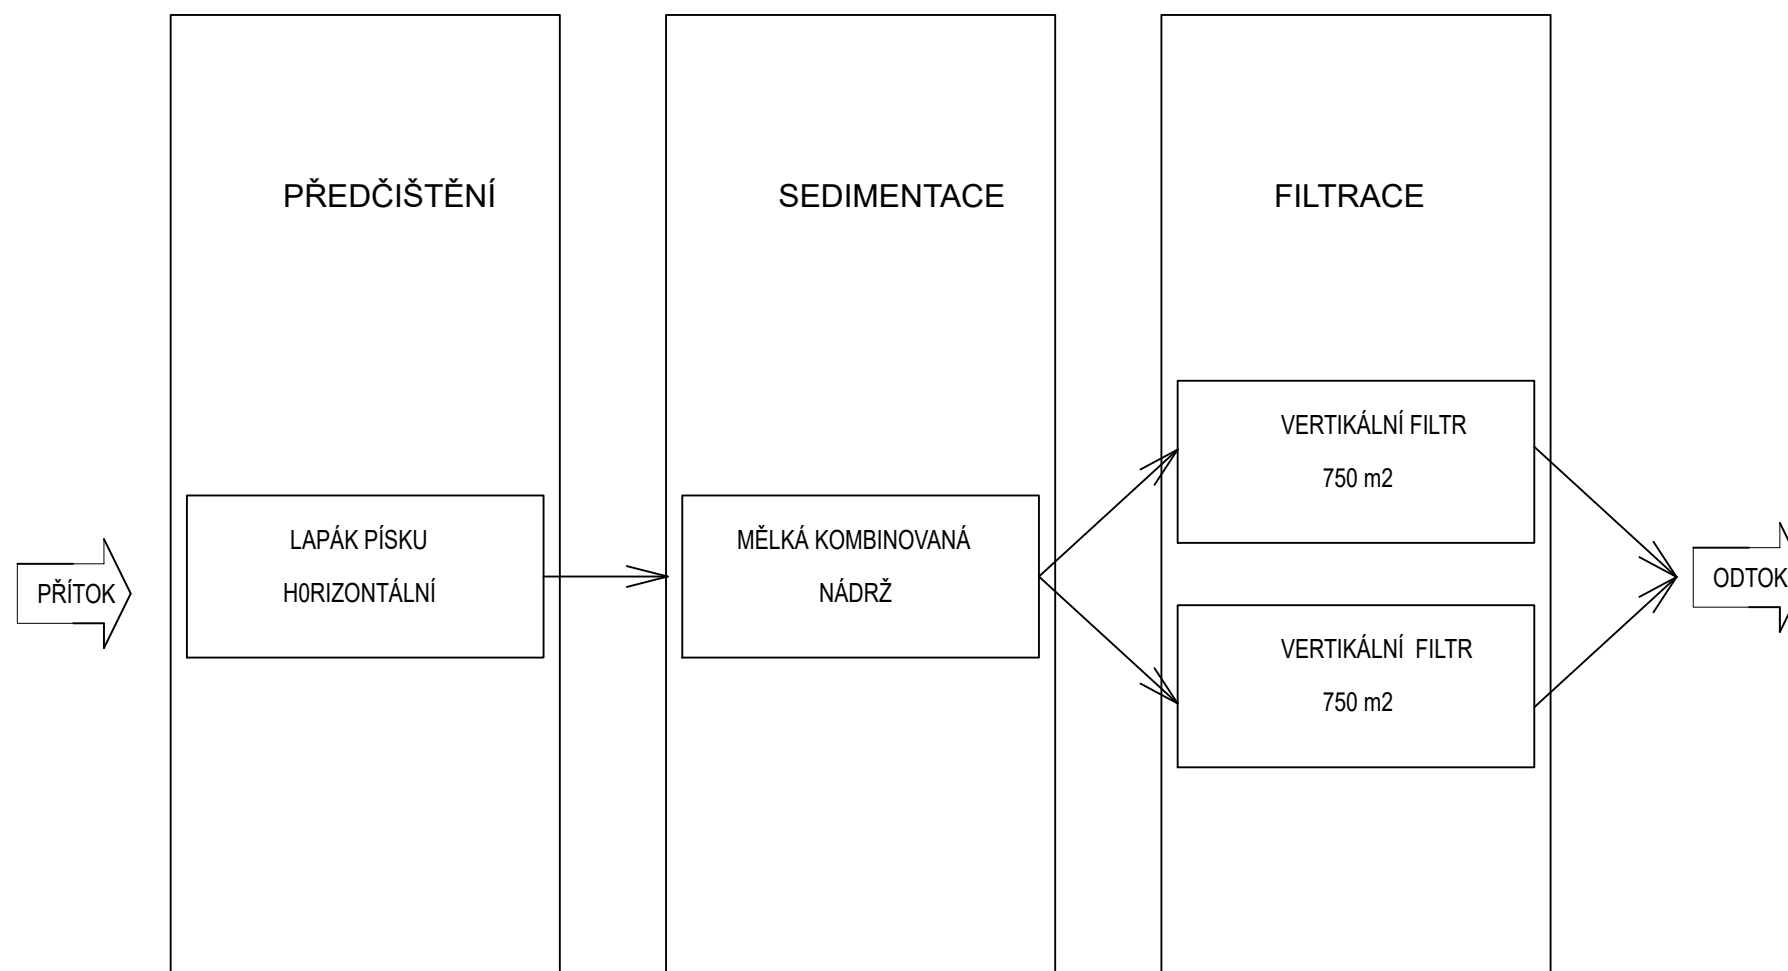 PŘEDČIŠTĚNÍ
SEDIMENTACE
FILTRACE
PŘÍTOK
LAPÁK PÍSKU
H0RIZONTÁLNÍ
MĚLKÁ KOMBINOVANÁ
NÁDRŽ
VERTIKÁLNÍ FILTR
750 m2
VERTIKÁLNÍ FILTR
750 m2
ODTOK